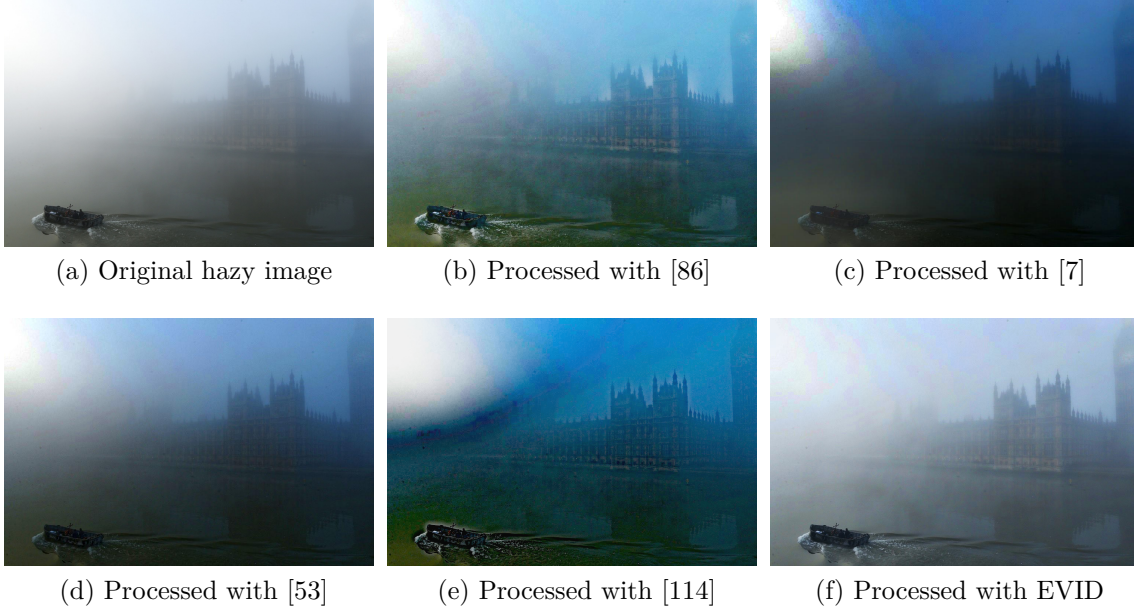 (a) Original hazy image
(b) Processed with [86]
(c) Processed with [7]
(d) Processed with [53]
(e) Processed with [114]
(f) Processed with EVID